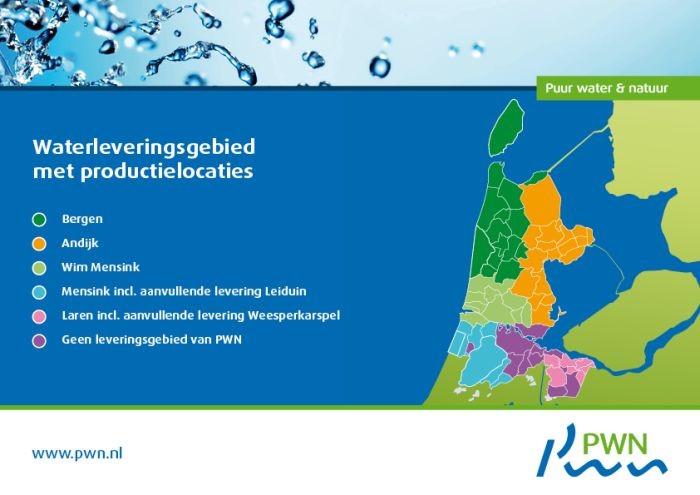 Puur water & natuur
Waterleveringsgebied
met productielocaties
Bergen
Andijk
Wim Mensink
Mensink incl. aanvullende levering Leiduin
Laren incl. aanvullende levering Weesperkarspel
Geen leveringsgebied van PWN
www.pwn.nl
PWN